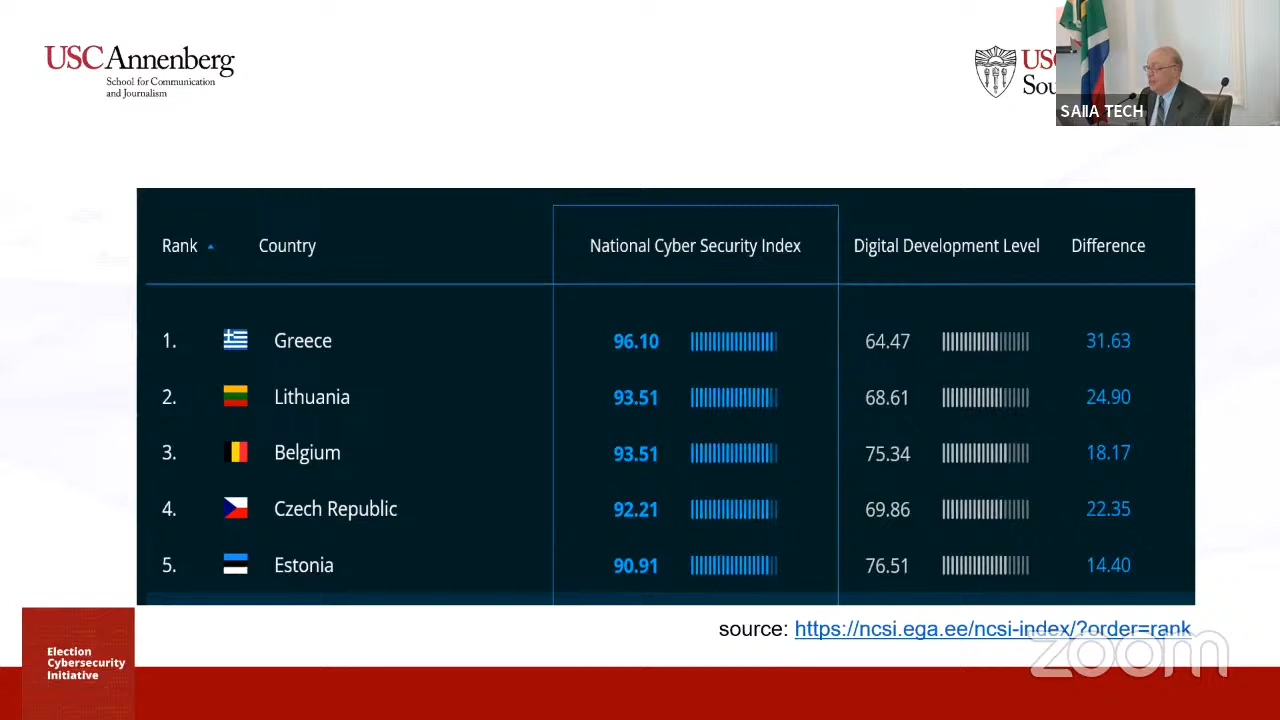 USC Annenberg
School for Communication
and Journalism
USC
SAIIA TECH
Rank Country National Cyber Security Index Digital Development Level Difference
1. Greece 96.10 64.47 31.63
2. Lithuania 93.51 68.61 24.90
3. Belgium 93.51 75.34 18.17
4. Czech Republic 92.21 69.86 22.35
5. Estonia 90.91 76.51 14.40
source: https://ncsi.ega.ee/ncsi-index/?order=rank
zoom
Election
Cybersecurity
Initiative